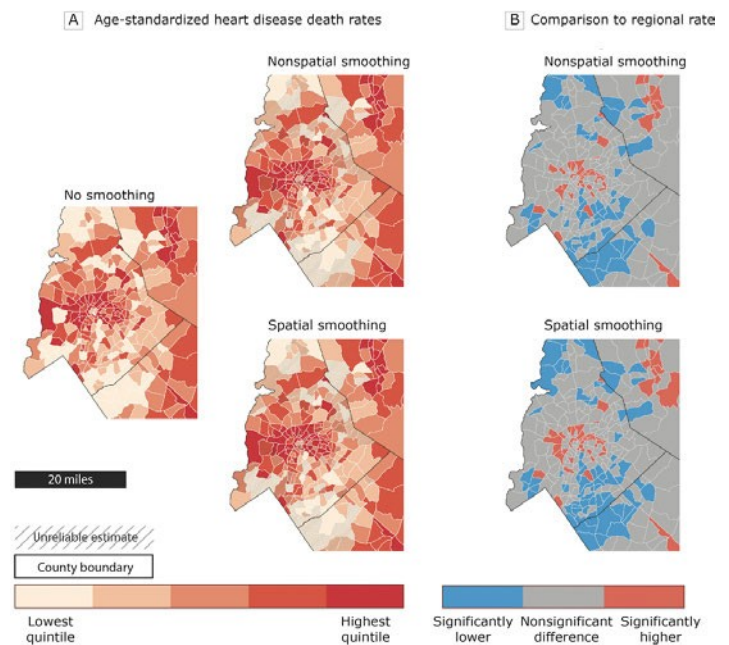 A Age-standardized heart disease death rates
B Comparison to regional rate
Nonspatial smoothing
Nonspatial smoothing
No smoothing
Spatial smoothing
Spatial smoothing
20 miles
Unreliable estimate
County boundary
Lowest
quintile
Highest
quintile
Significantly
lower
Nonsignificant
difference
Significantly
higher